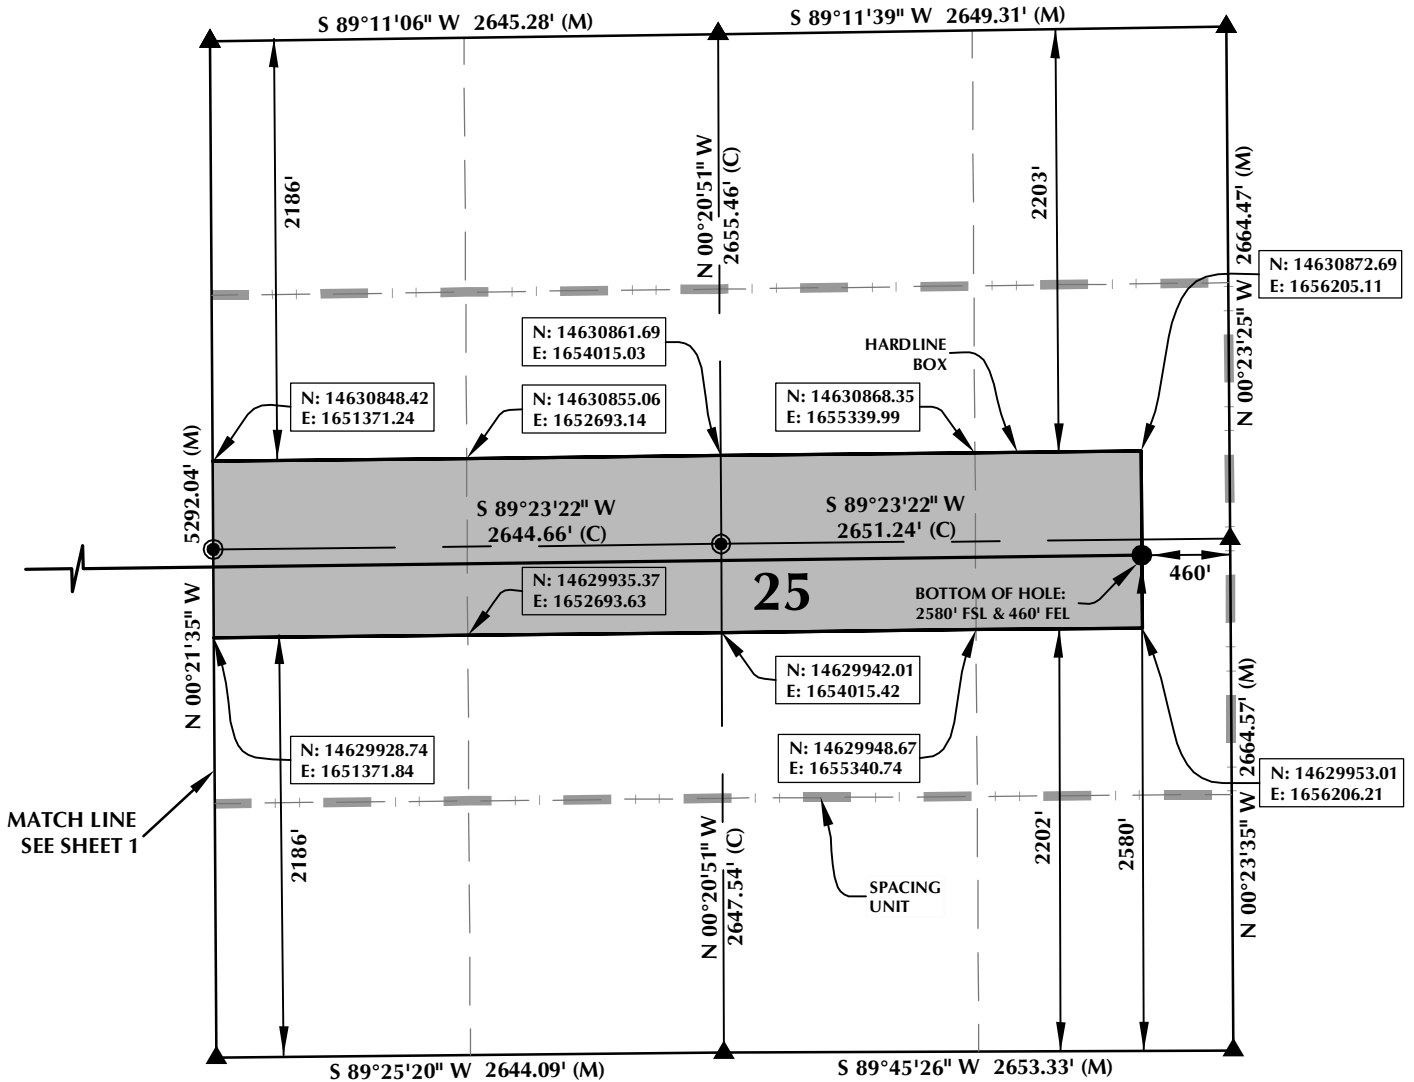 S 89°11'06" W 2645.28' (M)
S 89°11'39" W 2649.31' (M)
2186'
N 00°20'51" W
2655.46' (C)
2203'
N 00°23'25" W 2664.47' (M)
N: 14630872.69
E: 1656205.11
N: 14630861.69
E: 1654015.03
HARDLINE
BOX
N: 14630848.42
E: 1651371.24
N: 14630855.06
E: 1652693.14
N: 14630868.35
E: 1655339.99
N 00°21'35" W 5292.04' (M)
S 89°23'22" W
2644.66' (C)
S 89°23'22" W
2651.24' (C)
N: 14629935.37
E: 1652693.63
25
460'
BOTTOM OF HOLE:
2580' FSL & 460' FEL
N: 14629942.01
E: 1654015.42
N: 14629928.74
E: 1651371.84
N: 14629948.67
E: 1655340.74
N: 14629953.01
E: 1656206.21
MATCH LINE
SEE SHEET 1
2186'
N 00°20'51" W
2647.54' (C)
SPACING
UNIT
2202'
2580'
N 00°23'35" W 2664.57' (M)
S 89°25'20" W 2644.09' (M)
S 89°45'26" W 2653.33' (M)